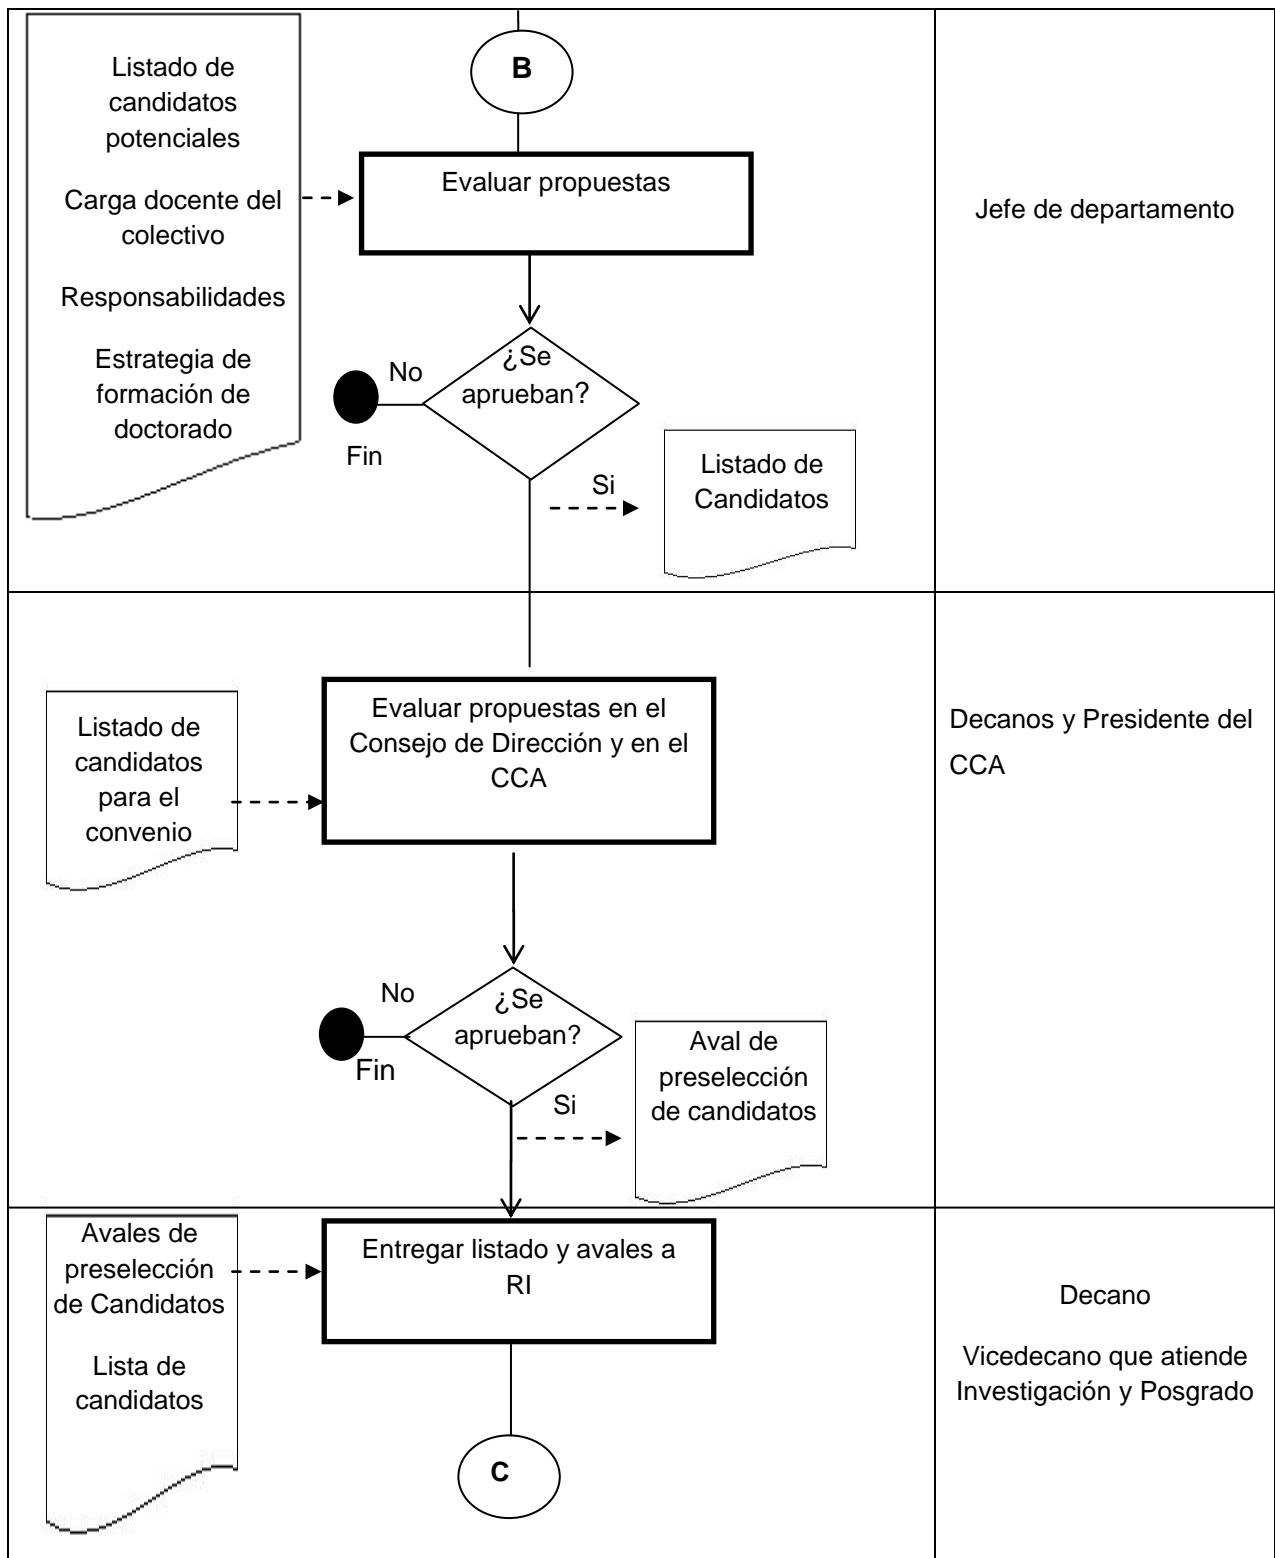 B
Listado de
candidatos
potenciales
Carga docente del
colectivo
Responsabilidades
Estrategia de
formación de
doctorado
Evaluar propuestas
Jefe de departamento
¿Se
aprueban?
No
Fin
Si
Listado de
Candidatos
Listado de
candidatos
para el
convenio
Evaluar propuestas en el
Consejo de Dirección y en el
CCA
Decanos y Presidente del
CCA
¿Se
aprueban?
No
Fin
Si
Aval de
preselección
de candidatos
Avales de
preselección
de Candidatos
Lista de
candidatos
Entregar listado y avales a
RI
Decano
Vicedecano que atiende
Investigación y Posgrado
C